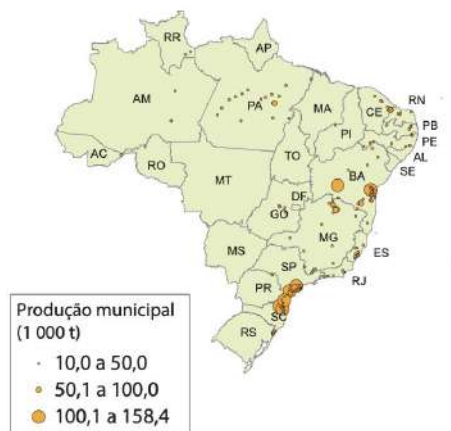 RR
AP
AM
PA
MA
CE
RN
PB
PE
AL
SE
PI
AC
RO
TO
BA
MT
DF
GO
MG
MS
ES
SP
RJ
PR
SC
RS
Produção municipal
(1 000 t)
10,0 a 50,0
50,1 a 100,0
100,1 a 158,4